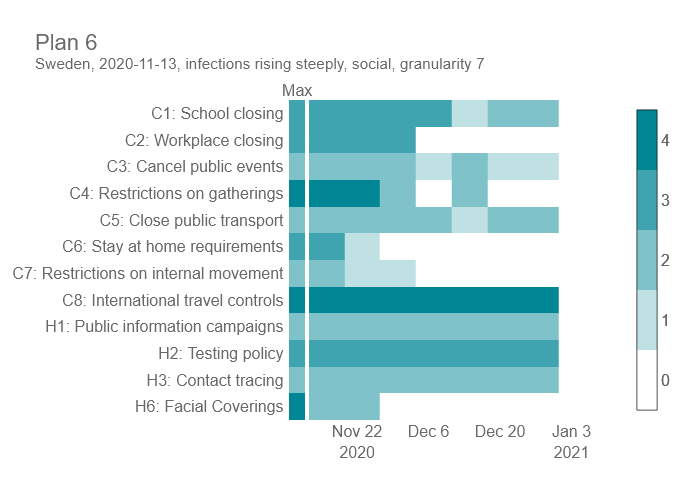 Plan 6
Sweden, 2020-11-13, infections rising steeply, social, granularity 7
Max
C1: School closing
C2: Workplace closing
C3: Cancel public events
C4: Restrictions on gatherings
C5: Close public transport
C6: Stay at home requirements
C7: Restrictions on internal movement
C8: International travel controls
H1: Public information campaigns
H2: Testing policy
H3: Contact tracing
H6: Facial Coverings
Nov 22 Dec 6 Dec 20 Jan 3
2020 2021
4
3
2
1
0